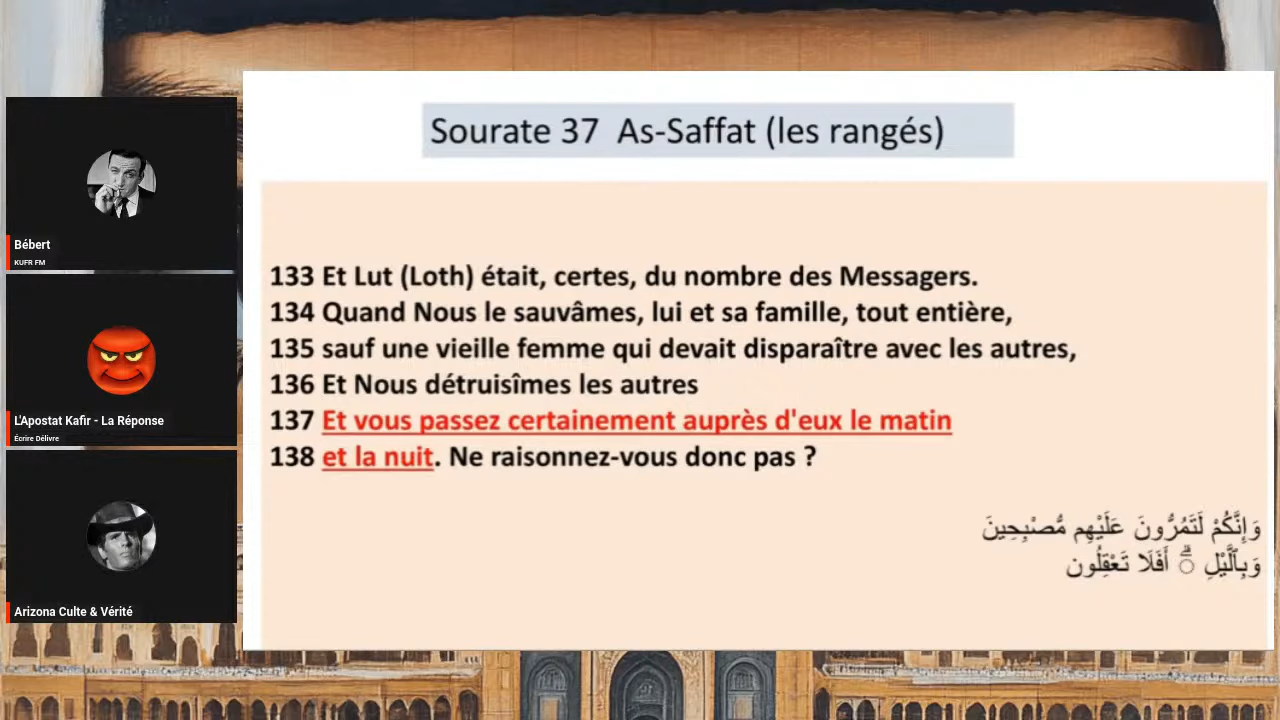 Sourate 37 As-Saffat (les rangés)
133 Et Lut (Loth) était, certes, du nombre des Messagers.
134 Quand Nous le sauvâmes, lui et sa famille, tout entière,
135 sauf une vieille femme qui devait disparaître avec les autres,
136 Et Nous détruisîmes les autres
137 Et vous passez certainement auprès d'eux le matin
138 et la nuit. Ne raisonnez-vous donc pas ?
وَإِنَّكُمْ لَتَمُرُّونَ عَلَيْهِم مُّصْبِحِينَ
وَبِٱلَّيْلِ ۗ أَفَلَا تَعْقِلُون
Bébert
KUFR FM
L'Apostat Kafir - La Réponse
Écrire Délivre
Arizona Culte & Vérité